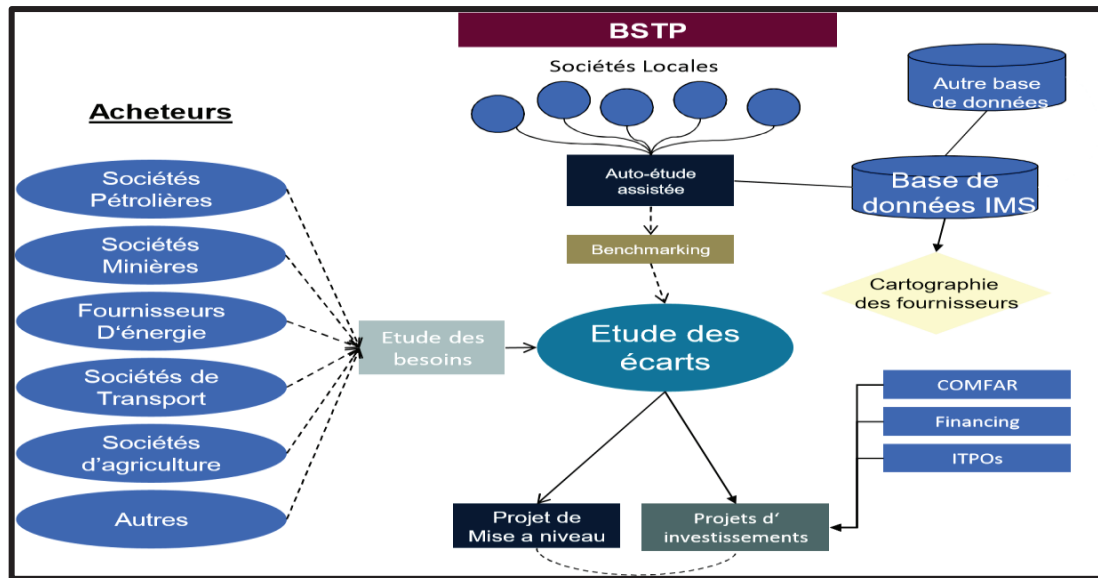 BSTP
Sociétés Locales
Autre base
de données
Acheteurs
Sociétés
Pétrolières
Auto-étude
assistée
Base de
données IMS
Sociétés
Minières
Benchmarking
Cartographie
des fournisseurs
Fournisseurs
D'énergie
Etude des
besoins
Etude des
écarts
Sociétés de
Transport
COMFAR
Financing
ITPOs
Sociétés
d'agriculture
Autres
Projet de
Mise a niveau
Projets d'
investissements